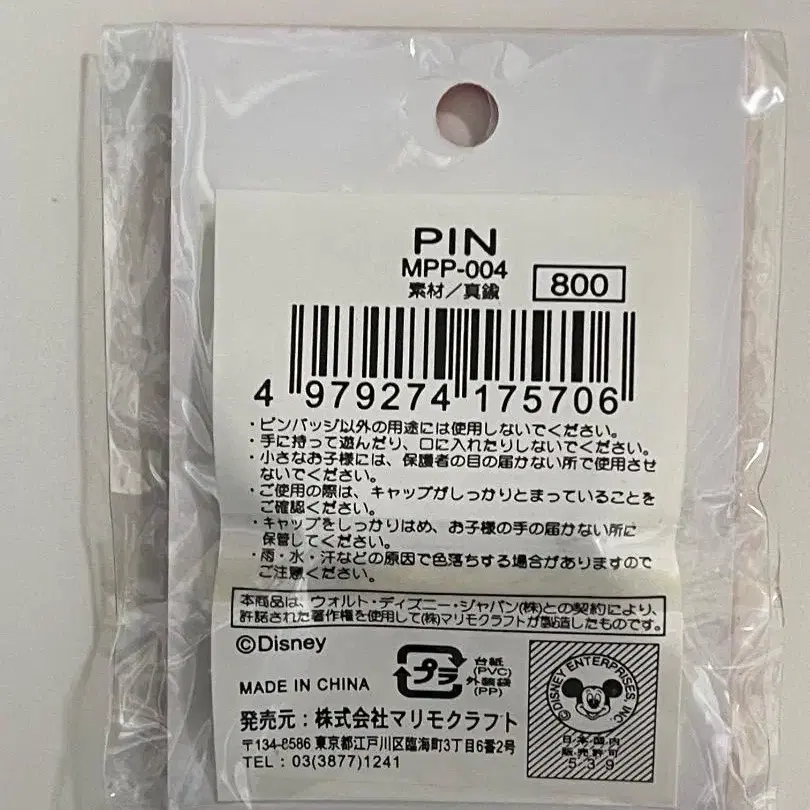 PIN
MPP-004
素材/真鍮
800
4 979274 175706
・ピンバッジ以外の用途には使用しないでください。
・手に持って遊んだり、口に入れたりしないでください。
・小さなお子様には、保護者の目の届かない所で使用させ
ないでください。
・ご使用の際は、キャップがしっかりとまっていることを
ご確認ください。
・キャップをしっかりはめ、お子様の手の届かない所に
保管してください。
・雨・水・汗などの原因で色落ちする場合がありますので
ご注意ください。
本商品は、ウォルト・ディズニー・ジャパン(株)との契約により、
許諾された著作権を使用して(株)マリモクラフトが製造したものです。
©Disney
MADE IN CHINA
プラ
台紙
(PVC)
外装袋
(PP)
©DISNEY ENTERPRISES, INC.
日本国内
販売許可
539
発売元：株式会社マリモクラフト
〒134-8586 東京都江戸川区臨海町3丁目6番2号
TEL：03(3877)1241